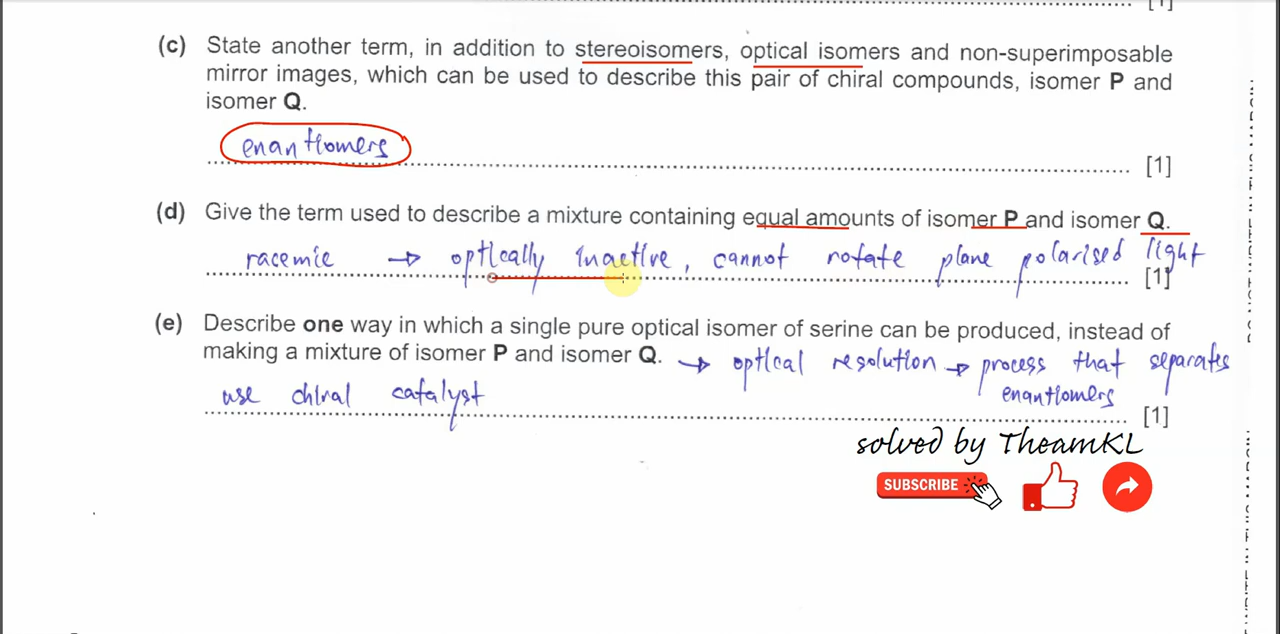 [1]
(c) State another term, in addition to stereoisomers, optical isomers and non-superimposable
mirror images, which can be used to describe this pair of chiral compounds, isomer P and
isomer Q.
enantiomers
[1]
(d) Give the term used to describe a mixture containing equal amounts of isomer P and isomer Q.
racemic → optically inactive, cannot rotate plane polarised light
[1]
(e) Describe one way in which a single pure optical isomer of serine can be produced, instead of
making a mixture of isomer P and isomer Q. → optical resolution → process that separates
use chiral catalyst enantiomers
[1]
solved by TheamKL
SUBSCRIBE